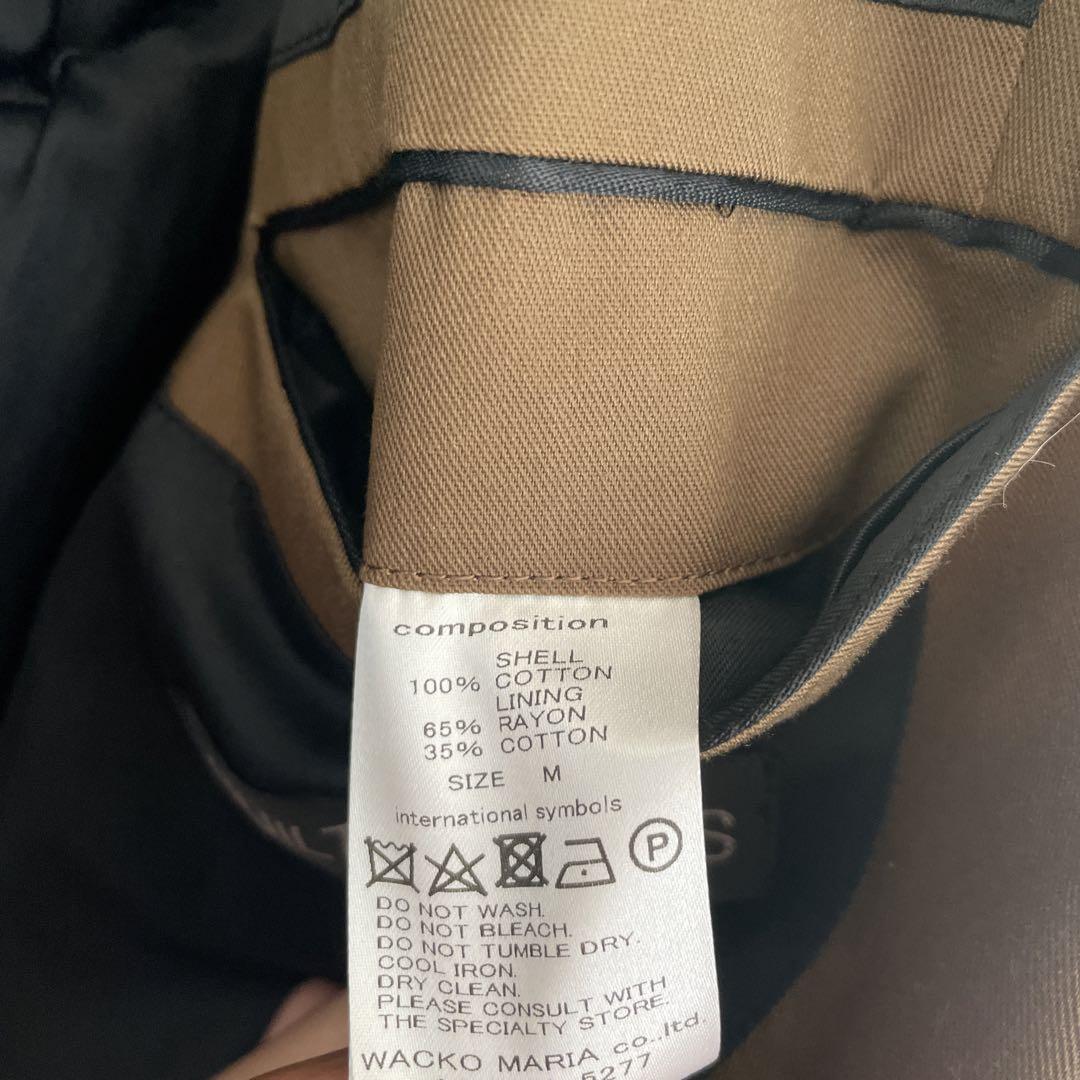 composition
SHELL
100% COTTON
LINING
65% RAYON
35% COTTON
SIZE M
international symbols
P
DO NOT WASH.
DO NOT BLEACH.
DO NOT TUMBLE DRY.
COOL IRON.
DRY CLEAN.
PLEASE CONSULT WITH
THE SPECIALTY STORE.
WACKO MARIA co.,ltd.
5277